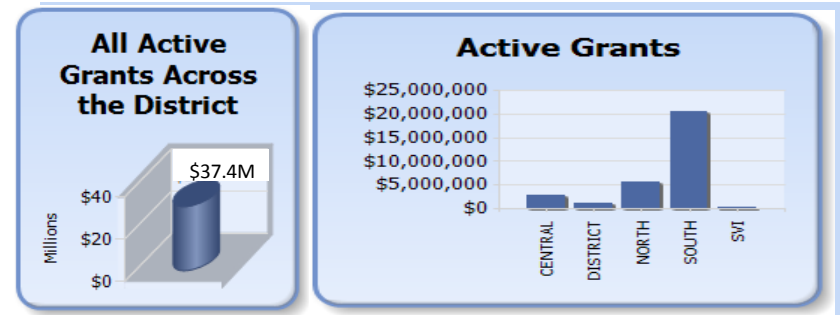 All Active
Grants Across
the District
$37.4M
$40
$20
$0
Millions
Active Grants
$25,000,000
$20,000,000
$15,000,000
$10,000,000
$5,000,000
$0
CENTRAL
DISTRICT
NORTH
SOUTH
SVI